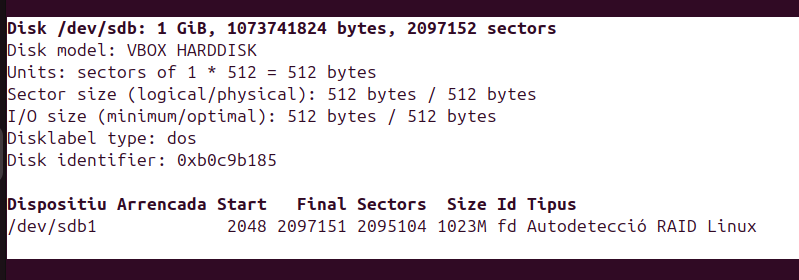 Disk /dev/sdb: 1 GiB, 1073741824 bytes, 2097152 sectors
Disk model: VBOX HARDDISK
Units: sectors of 1 * 512 = 512 bytes
Sector size (logical/physical): 512 bytes / 512 bytes
I/O size (minimum/optimal): 512 bytes / 512 bytes
Disklabel type: dos
Disk identifier: 0xb0c9b185
Dispositiu Arrencada Start   Final Sectors  Size Id Tipus
/dev/sdb1             2048 2097151 2095104 1023M fd Autodetecció RAID Linux